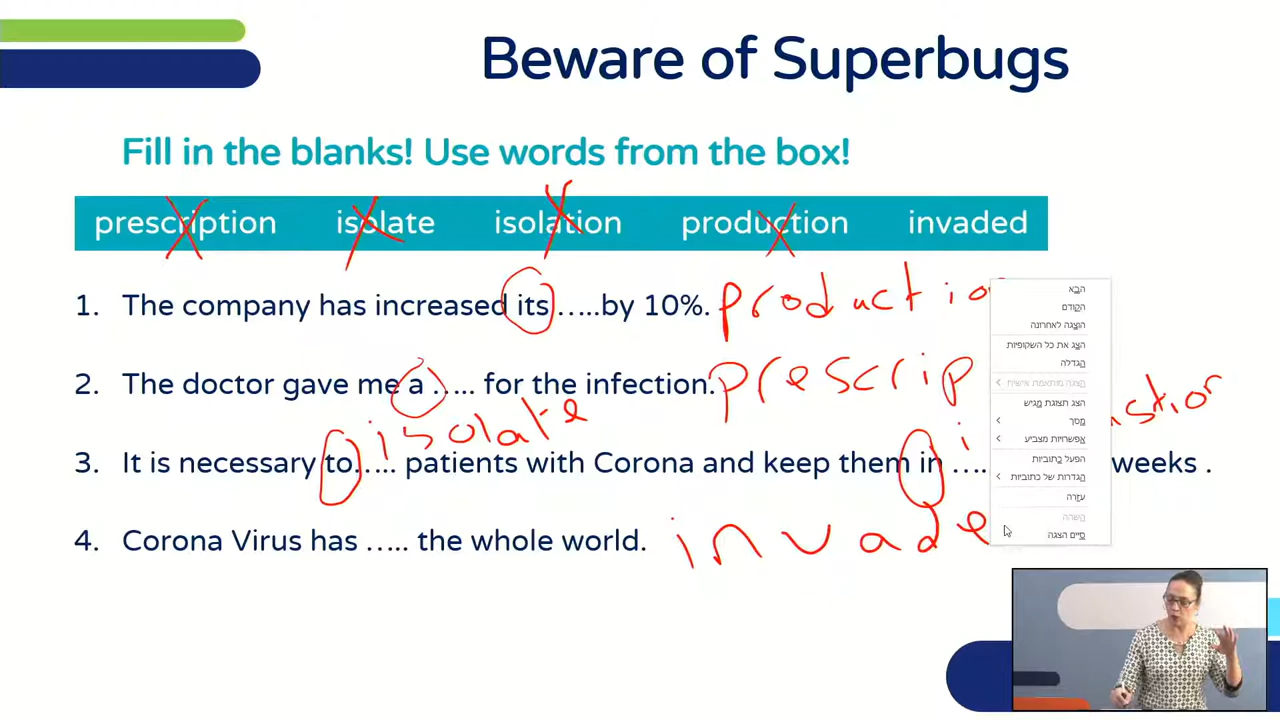 Beware of Superbugs
Fill in the blanks! Use words from the box!
prescription isolate isolation production invaded
1. The company has increased its …..by 10%. production
2. The doctor gave me a ….. for the infection. prescrip
isolate
3. It is necessary to….. patients with Corona and keep them in …. weeks .
4. Corona Virus has ….. the whole world. invade
הבא
הקודם
הוצגה לאחרונה
הצג את כל השקופיות
הגדלה
הצגה מותאמת אישית
הצג תצוגת מגיש
מסך
אפשרויות מצביע
הפעל כתוביות
הגדרות של כתוביות
עזרה
השהה
סיים הצגה